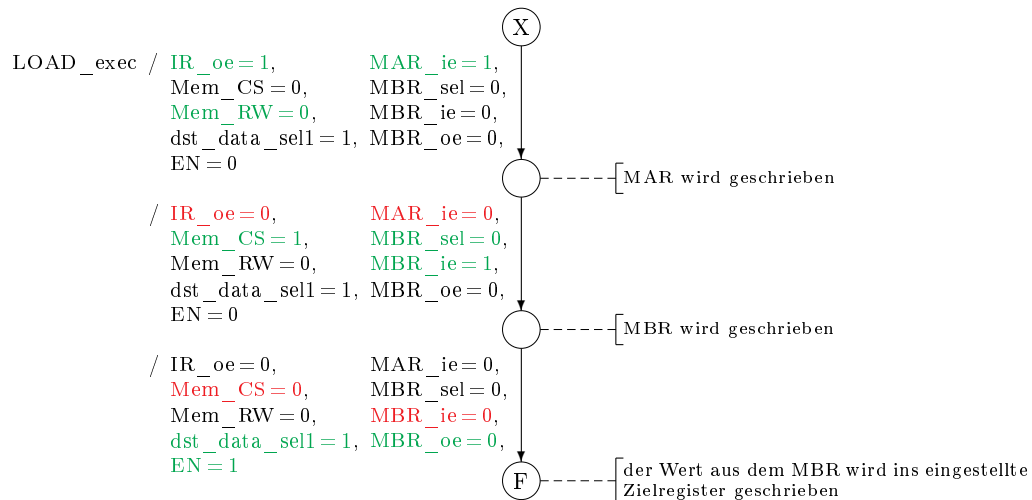 X
LOAD_exec / IR_oe = 1, MAR_ie = 1,
Mem_CS = 0, MBR_sel = 0,
Mem_RW = 0, MBR_ie = 0,
dst_data_sel1 = 1, MBR_oe = 0,
EN = 0
MAR wird geschrieben
/ IR_oe = 0, MAR_ie = 0,
Mem_CS = 1, MBR_sel = 0,
Mem_RW = 0, MBR_ie = 1,
dst_data_sel1 = 1, MBR_oe = 0,
EN = 0
MBR wird geschrieben
/ IR_oe = 0, MAR_ie = 0,
Mem_CS = 0, MBR_sel = 0,
Mem_RW = 0, MBR_ie = 0,
dst_data_sel1 = 1, MBR_oe = 0,
EN = 1
F
der Wert aus dem MBR wird ins eingestellte
Zielregister geschrieben